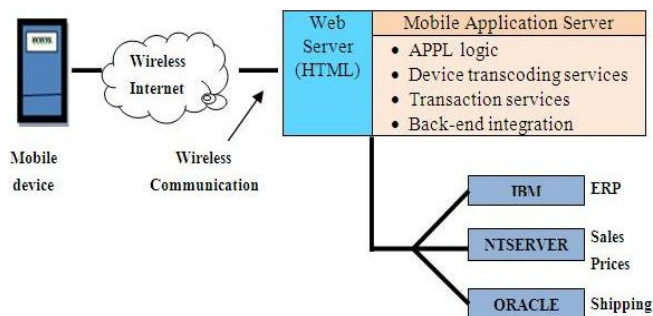 Web
Server
(HTML)
Mobile Application Server
• APPL logic
• Device transcoding services
• Transaction services
• Back-end integration
Wireless
Internet
Mobile
device
Wireless
Communication
IBM
ERP
NTSERVER
Sales
Prices
ORACLE
Shipping